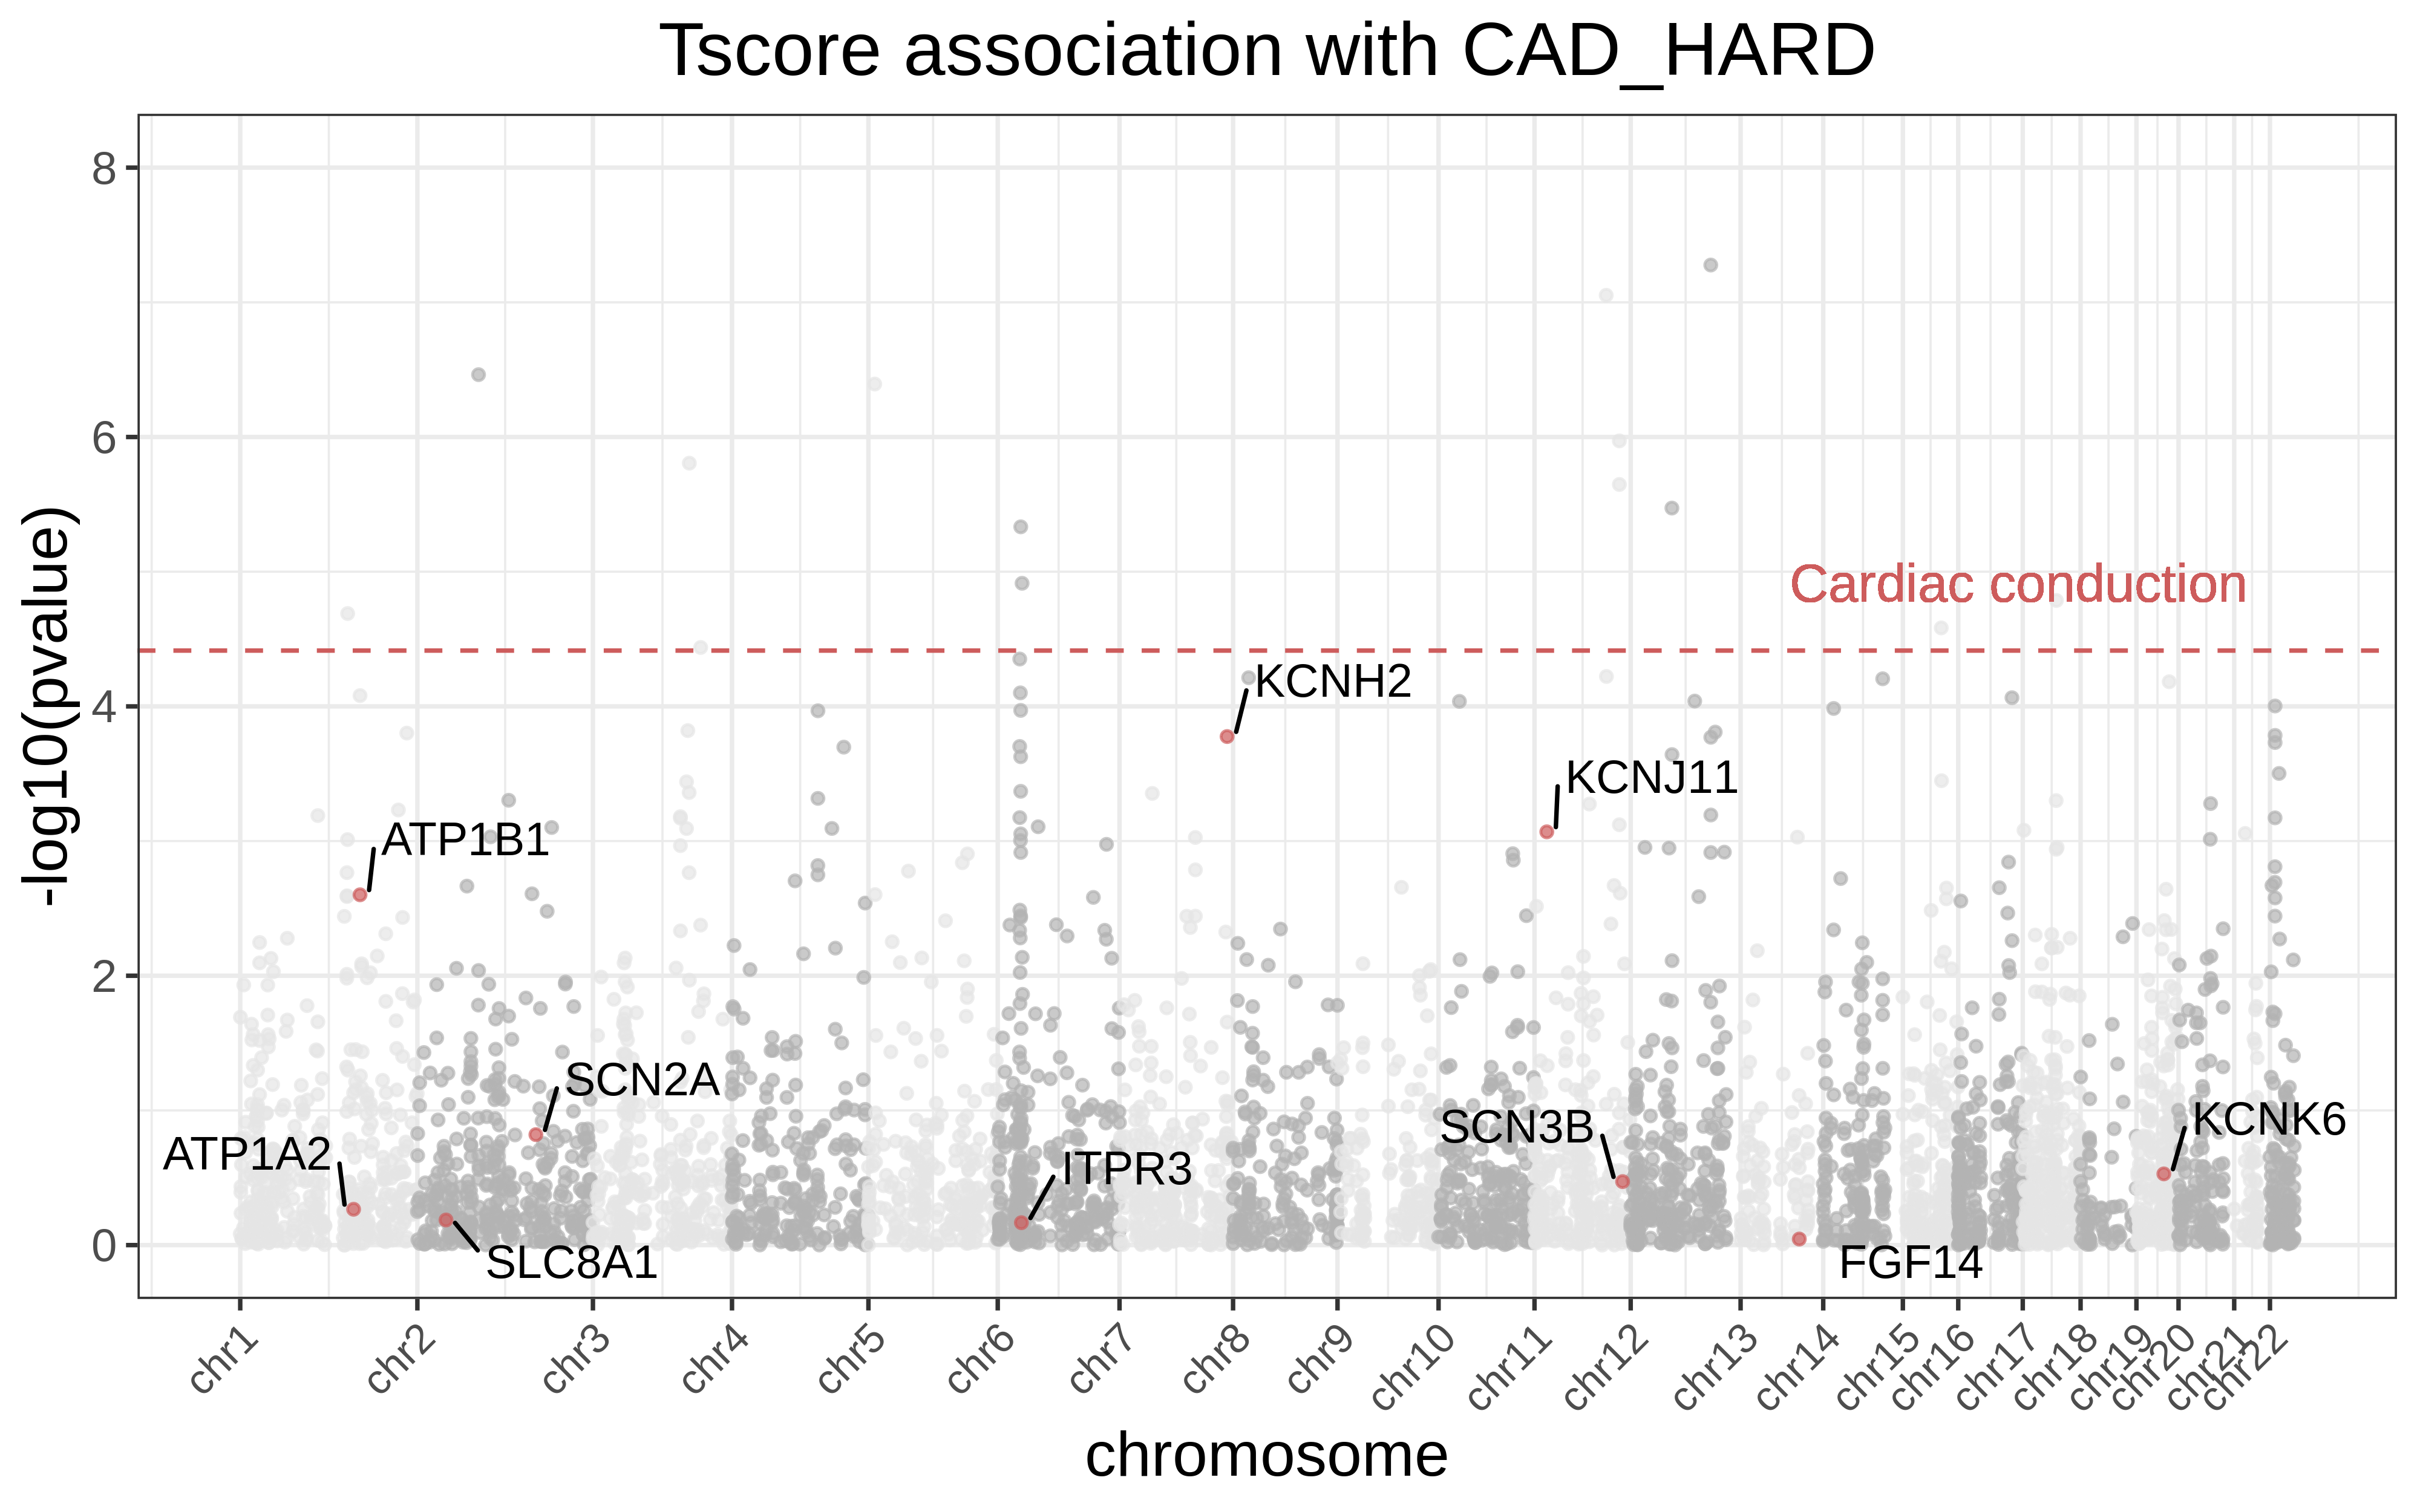 Tscore association with CAD_HARD
8
6
4
2
0
-log10(pvalue)
Cardiac conduction
KCNH2
KCNJ11
ATP1B1
SCN2A
SCN3B
KCNK6
ATP1A2
ITPR3
SLC8A1
FGF14
chr1
chr2
chr3
chr4
chr5
chr6
chr7
chr8
chr9
chr10
chr11
chr12
chr13
chr14
chr15
chr16
chr17
chr18
chr19
chr20
chr21
chr22
chromosome